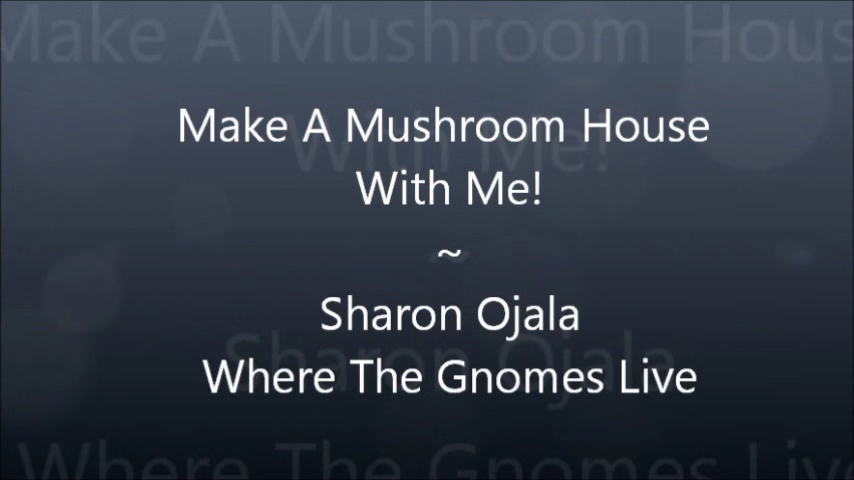 Make A Mushroom House
With Me!
~
Sharon Ojala
Where The Gnomes Live